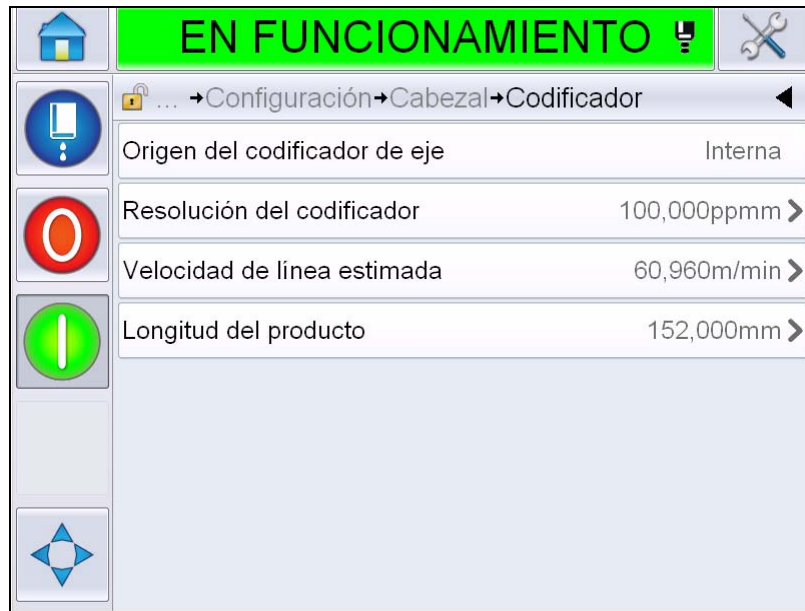 EN FUNCIONAMIENTO
... →Configuración→Cabezal→Codificador
Origen del codificador de eje Interna
Resolución del codificador 100,000ppmm
Velocidad de línea estimada 60,960m/min
Longitud del producto 152,000mm